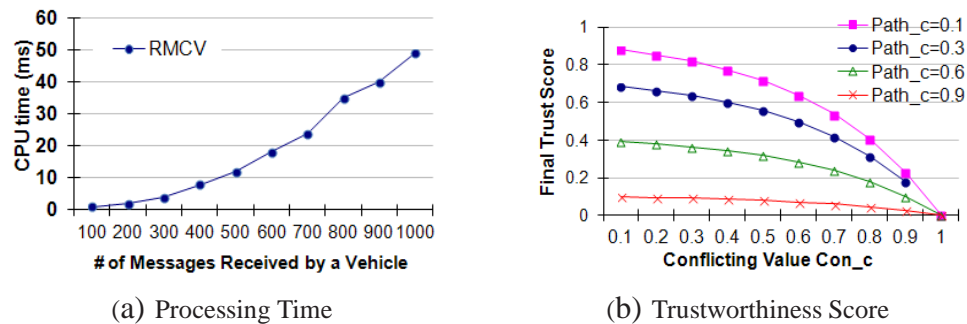 60
50
40
30
20
10
0
CPU time (ms)
RMCV
100 200 300 400 500 600 700 800 900 1000
# of Messages Received by a Vehicle
(a) Processing Time
1
0.8
0.6
0.4
0.2
0
Final Trust Score
Path_c=0.1
Path_c=0.3
Path_c=0.6
Path_c=0.9
0.1 0.2 0.3 0.4 0.5 0.6 0.7 0.8 0.9 1
Conflicting Value Con_c
(b) Trustworthiness Score